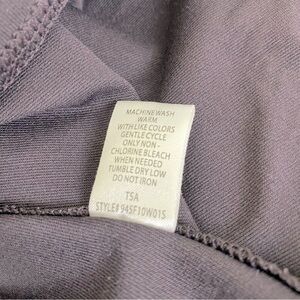 MACHINE WASH
WARM
WITH LIKE COLORS
GENTLE CYCLE
ONLY NON -
CHLORINE BLEACH
WHEN NEEDED
TUMBLE DRY LOW
DO NOT IRON
TSA
STYLE# 945F10W01S